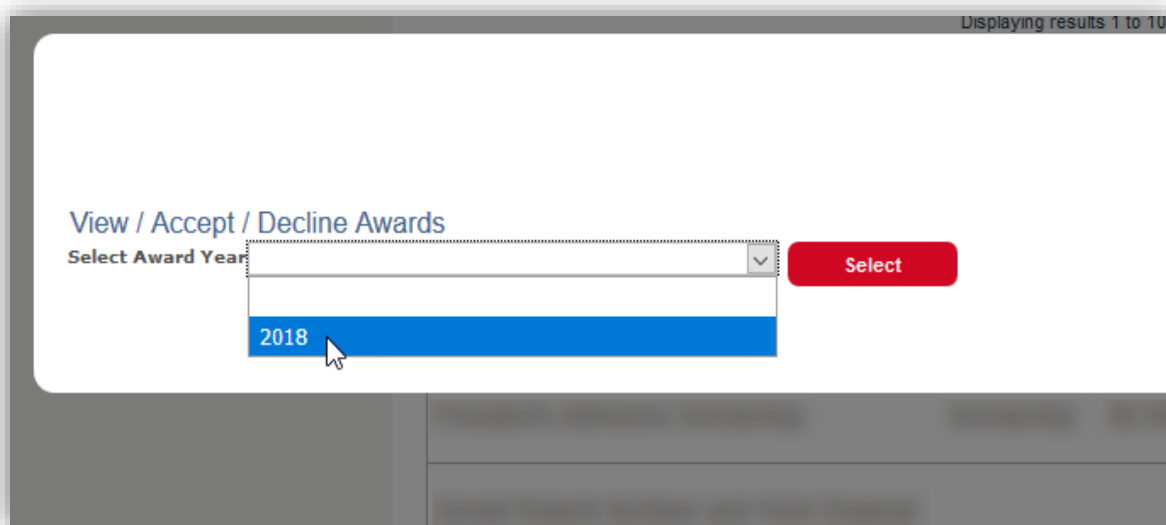 Displaying results 1 to 10
View / Accept / Decline Awards
Select Award Year
Select
2018